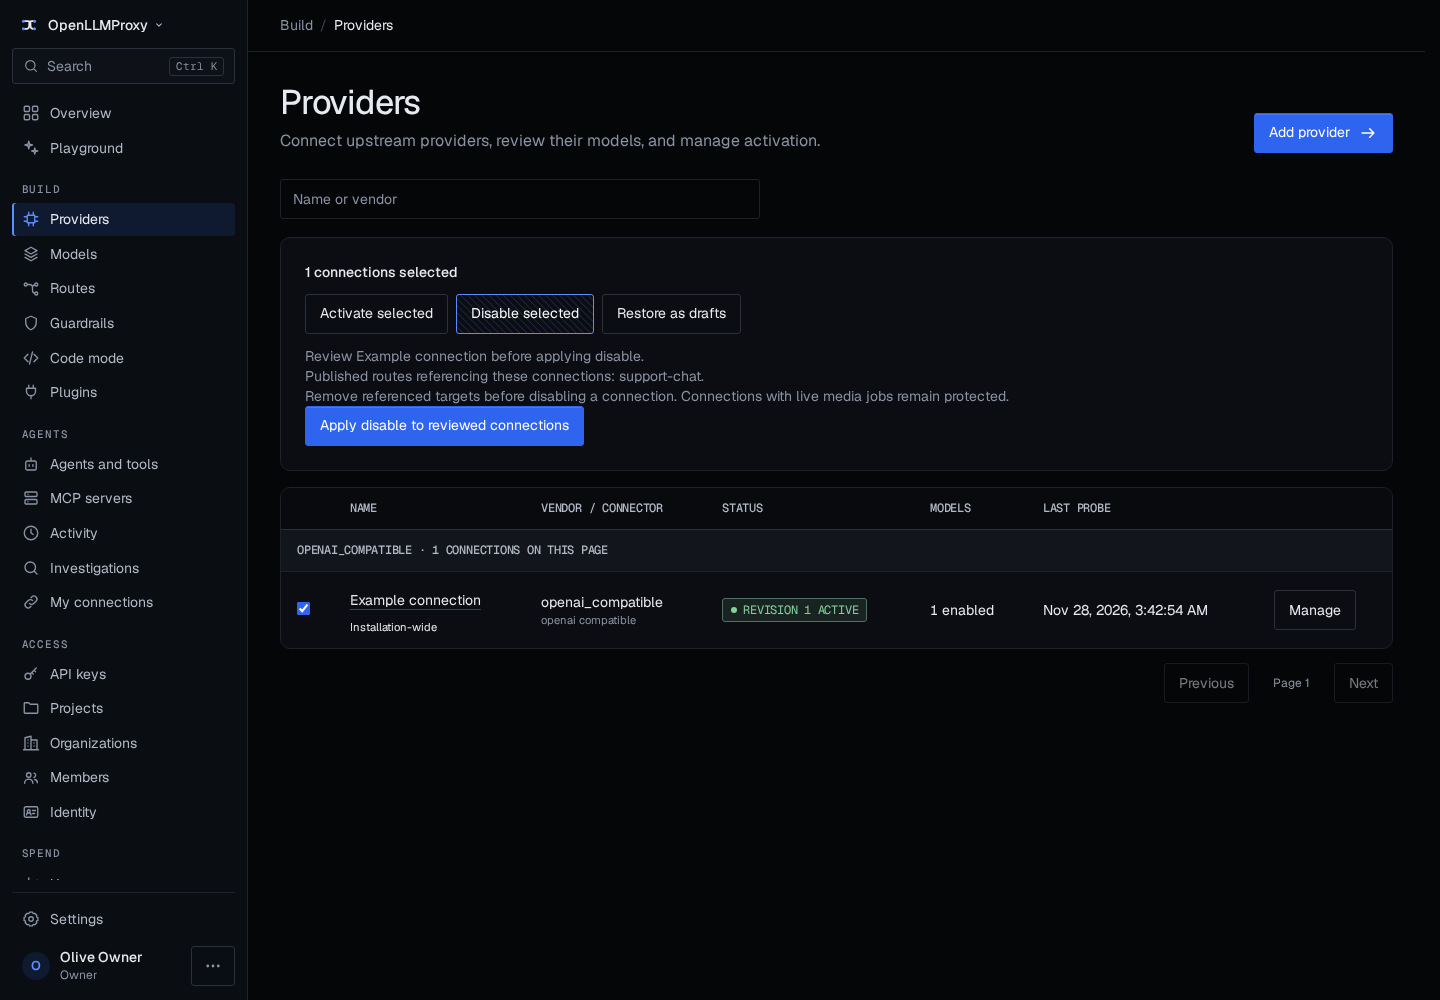 OpenLLMProxy
Search
Ctrl K
Overview
Playground
BUILD
Providers
Models
Routes
Guardrails
Code mode
Plugins
AGENTS
Agents and tools
MCP servers
Activity
Investigations
My connections
ACCESS
API keys
Projects
Organizations
Members
Identity
SPEND
Settings
O
Olive Owner
Owner
Build / Providers
Providers
Connect upstream providers, review their models, and manage activation.
Add provider
Name or vendor
1 connections selected
Activate selected
Disable selected
Restore as drafts
Review Example connection before applying disable.
Published routes referencing these connections: support-chat.
Remove referenced targets before disabling a connection. Connections with live media jobs remain protected.
Apply disable to reviewed connections
NAME VENDOR / CONNECTOR STATUS MODELS LAST PROBE
OPENAI_COMPATIBLE · 1 CONNECTIONS ON THIS PAGE
Example connection
Installation-wide
openai_compatible
openai compatible
REVISION 1 ACTIVE
1 enabled
Nov 28, 2026, 3:42:54 AM
Manage
Previous
Page 1
Next